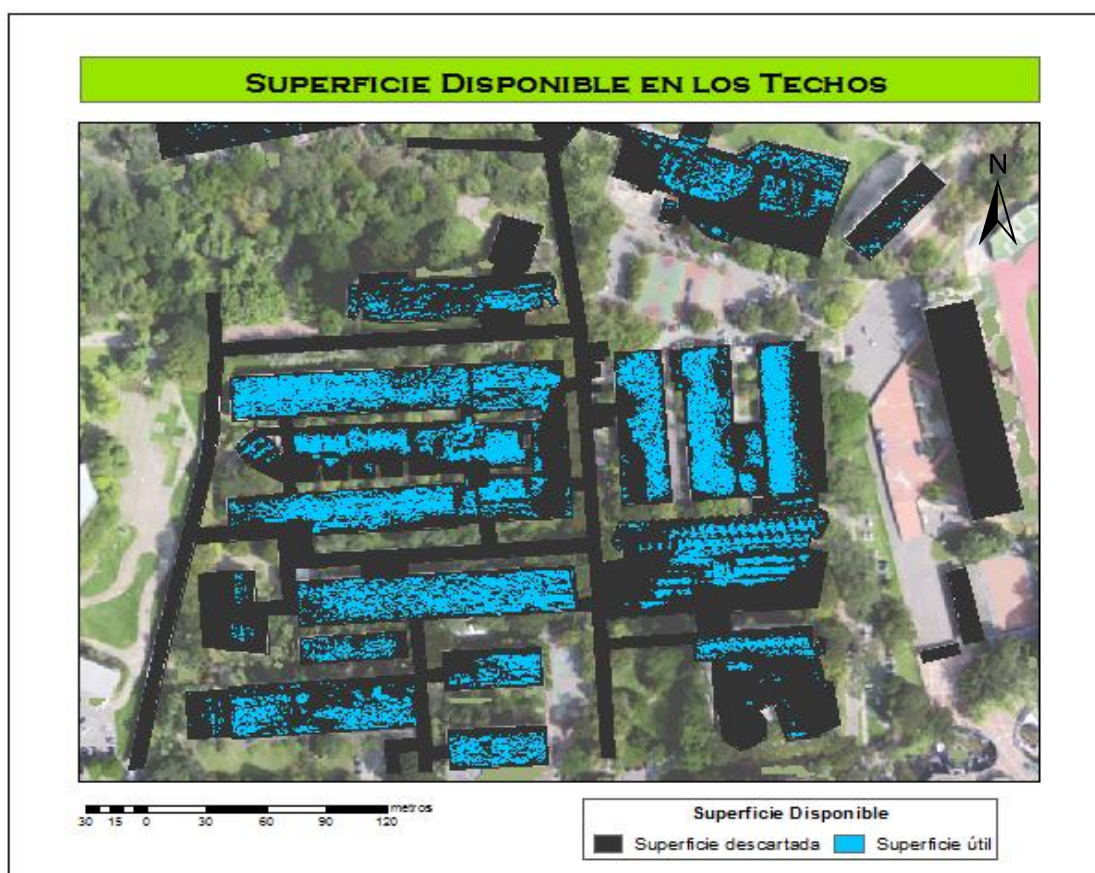 SUPERFICIE DISPONIBLE EN LOS TECHOS
N
metros
30 15 0 30 60 90 120
Superficie Disponible
Superficie descartada Superficie útil